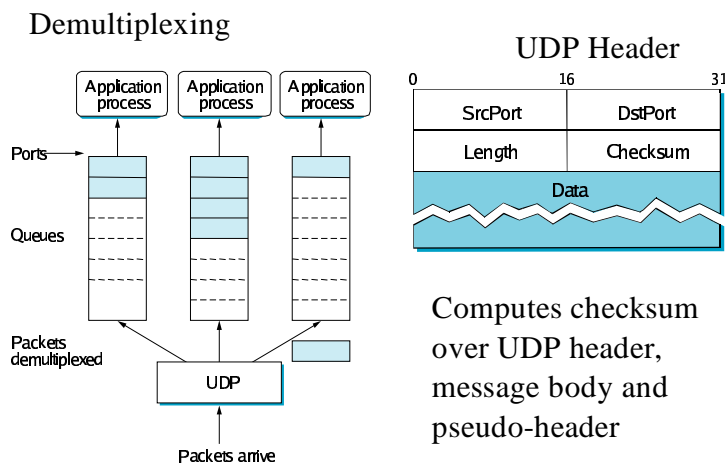 Demultiplexing
Application
process
Application
process
Application
process
Ports
Queues
Packets
demultiplexed
UDP
Packets arrive
UDP Header
0 16 31
SrcPort DstPort
Length Checksum
Data
Computes checksum
over UDP header,
message body and
pseudo-header